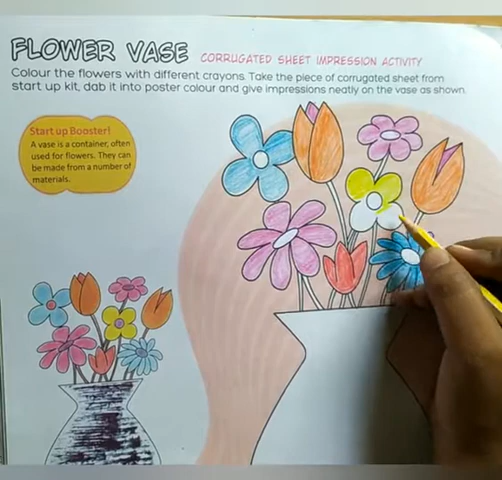 FLOWER VASE CORRUGATED SHEET IMPRESSION ACTIVITY
Colour the flowers with different crayons. Take the piece of corrugated sheet from
start up kit, dab it into poster colour and give impressions neatly on the vase as shown.
Start up Booster!
A vase is a container, often
used for flowers. They can
be made from a number of
materials.